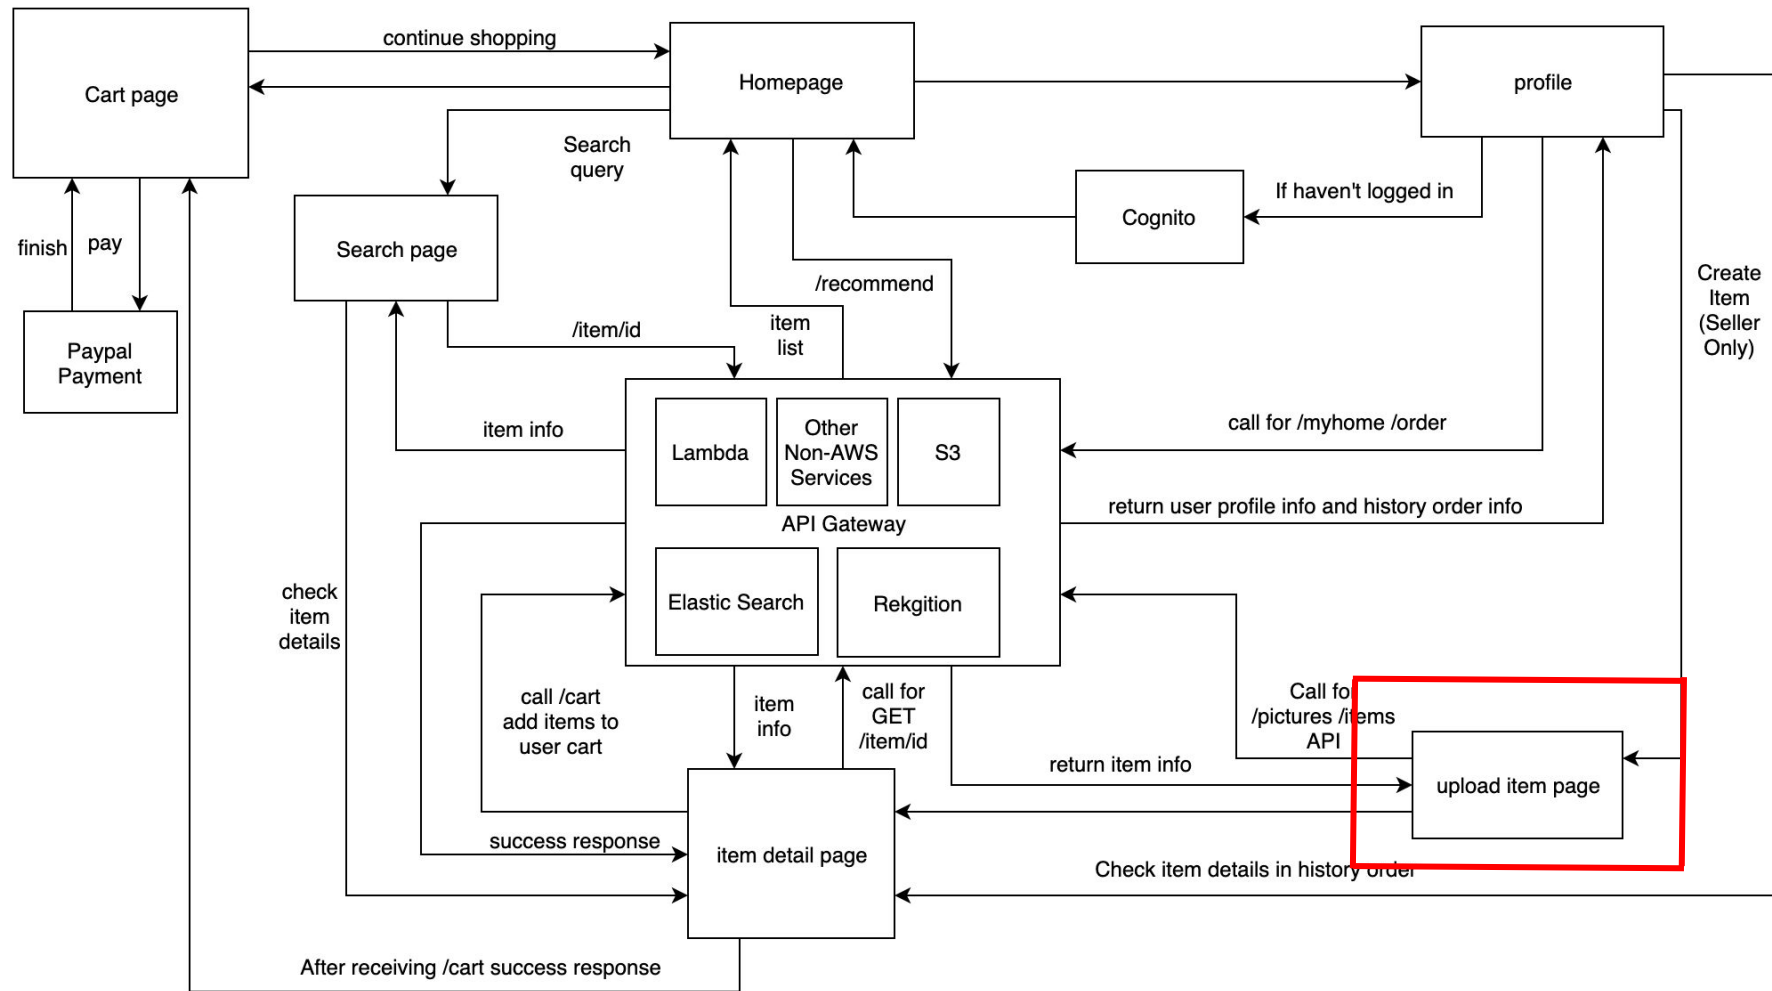 continue shopping
Cart page
Homepage
profile
Search
query
If haven't logged in
Cognito
finish
pay
Search page
Create
Item
(Seller
Only)
/recommend
/item/id
item
list
Paypal
Payment
item info
Lambda
Other
Non-AWS
Services
S3
call for /myhome /order
return user profile info and history order info
API Gateway
check
item
details
Elastic Search
Rekgition
call /cart
add items to
user cart
item
info
call for
GET
/item/id
Call for
/pictures /items
API
return item info
upload item page
success response
item detail page
Check item details in history order
After receiving /cart success response